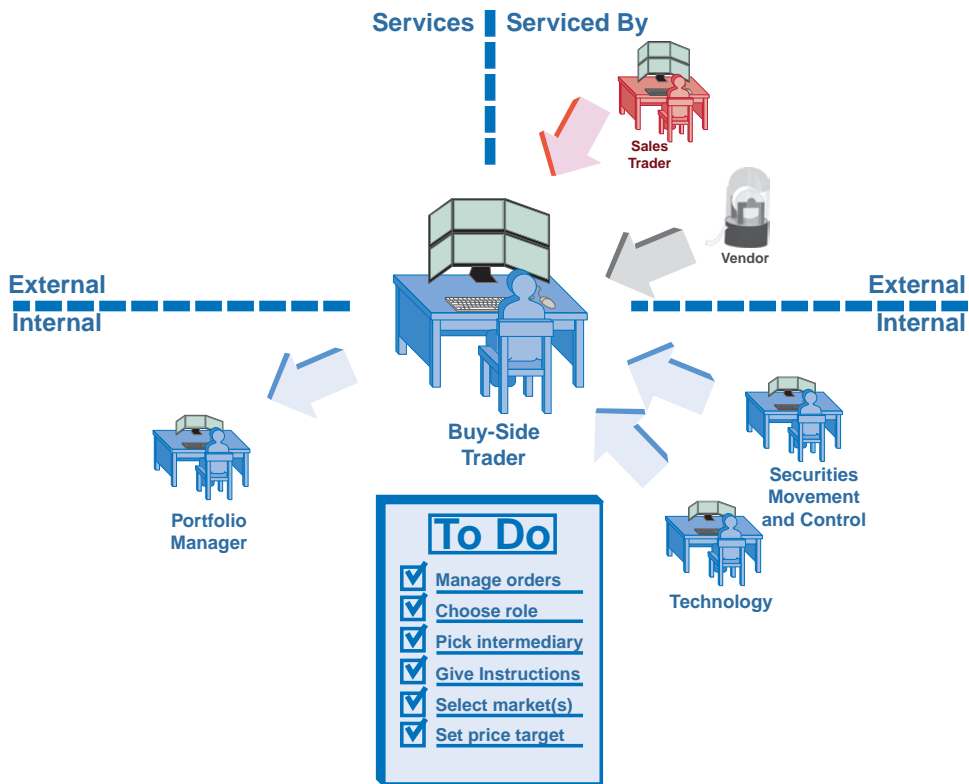 Services
Serviced By
Sales
Trader
Vendor
External
Internal
External
Internal
Buy-Side
Trader
Portfolio
Manager
Securities
Movement
and Control
Technology
To Do
Manage orders
Choose role
Pick intermediary
Give Instructions
Select market(s)
Set price target